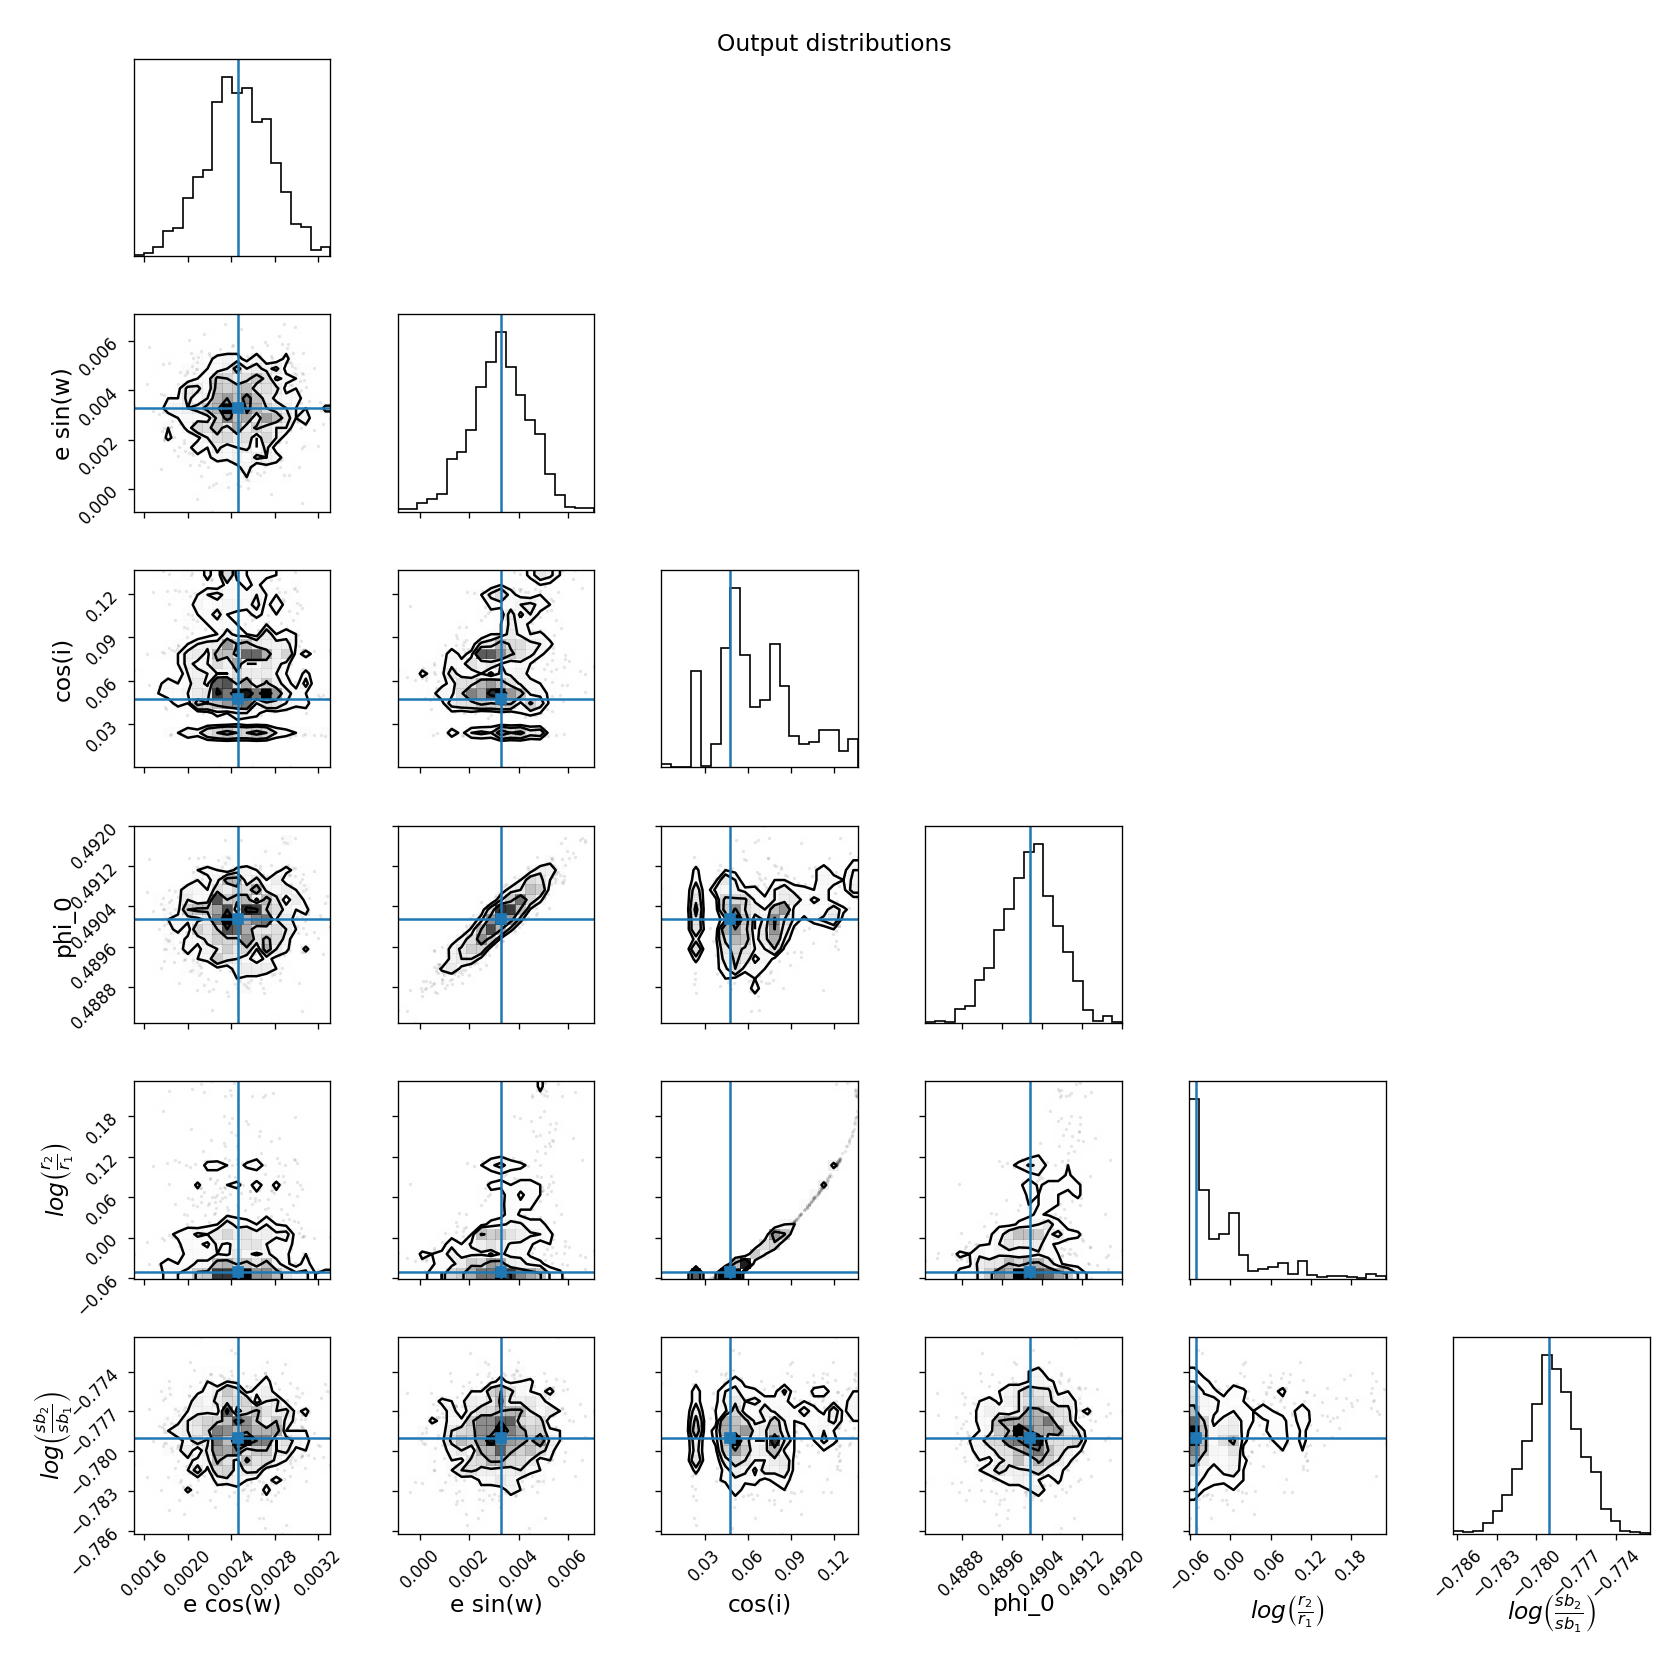 Output distributions
e sin(w)
0.006
0.004
0.002
0.000
cos(i)
0.12
0.09
0.06
0.03
phi_0
0.4920
0.4912
0.4904
0.4896
0.4888
log(r₂/r₁)
0.18
0.12
0.06
0.00
−0.06
log(sb₂/sb₁)
−0.774
−0.777
−0.780
−0.783
−0.786
0.0016 0.0020 0.0024 0.0028 0.0032
0.000 0.002 0.004 0.006
0.03 0.06 0.09 0.12
0.4888 0.4896 0.4904 0.4912 0.4920
−0.06 0.00 0.06 0.12 0.18
−0.786 −0.783 −0.780 −0.777 −0.774
e cos(w) e sin(w) cos(i) phi_0 log(r₂/r₁) log(sb₂/sb₁)